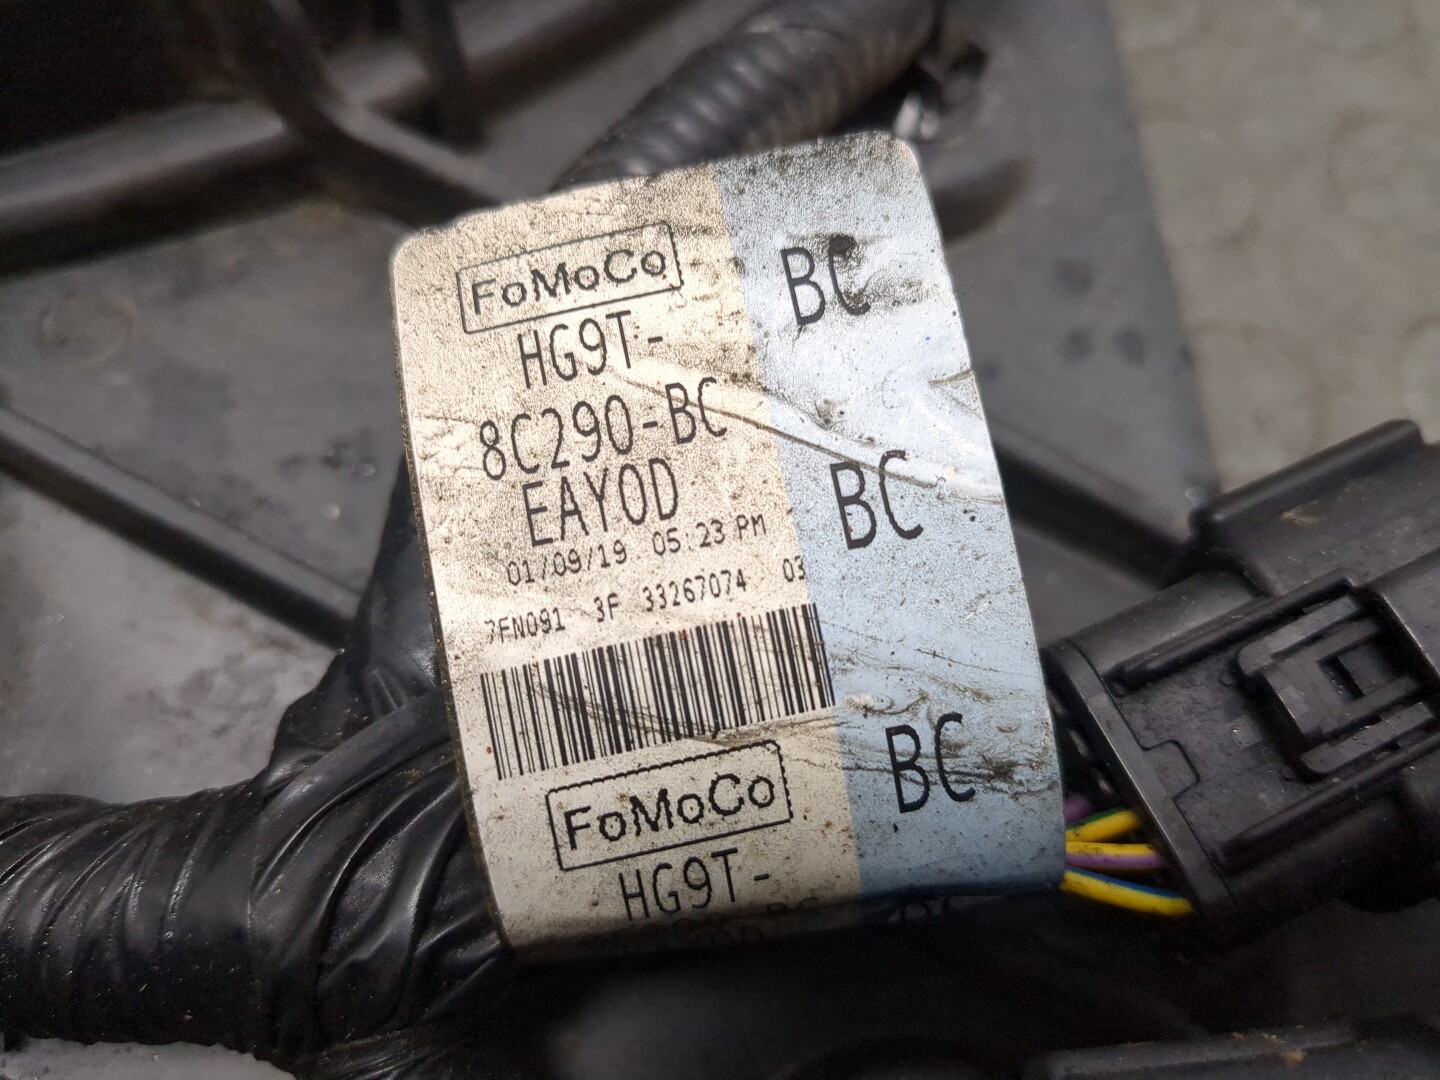 FoMoCo
HG9T-
8C290-BC
EAYOD
01/09/19 05:23 PM
7FN091 3F 33267074 03
BC
BC
BC
FoMoCo
HG9T-